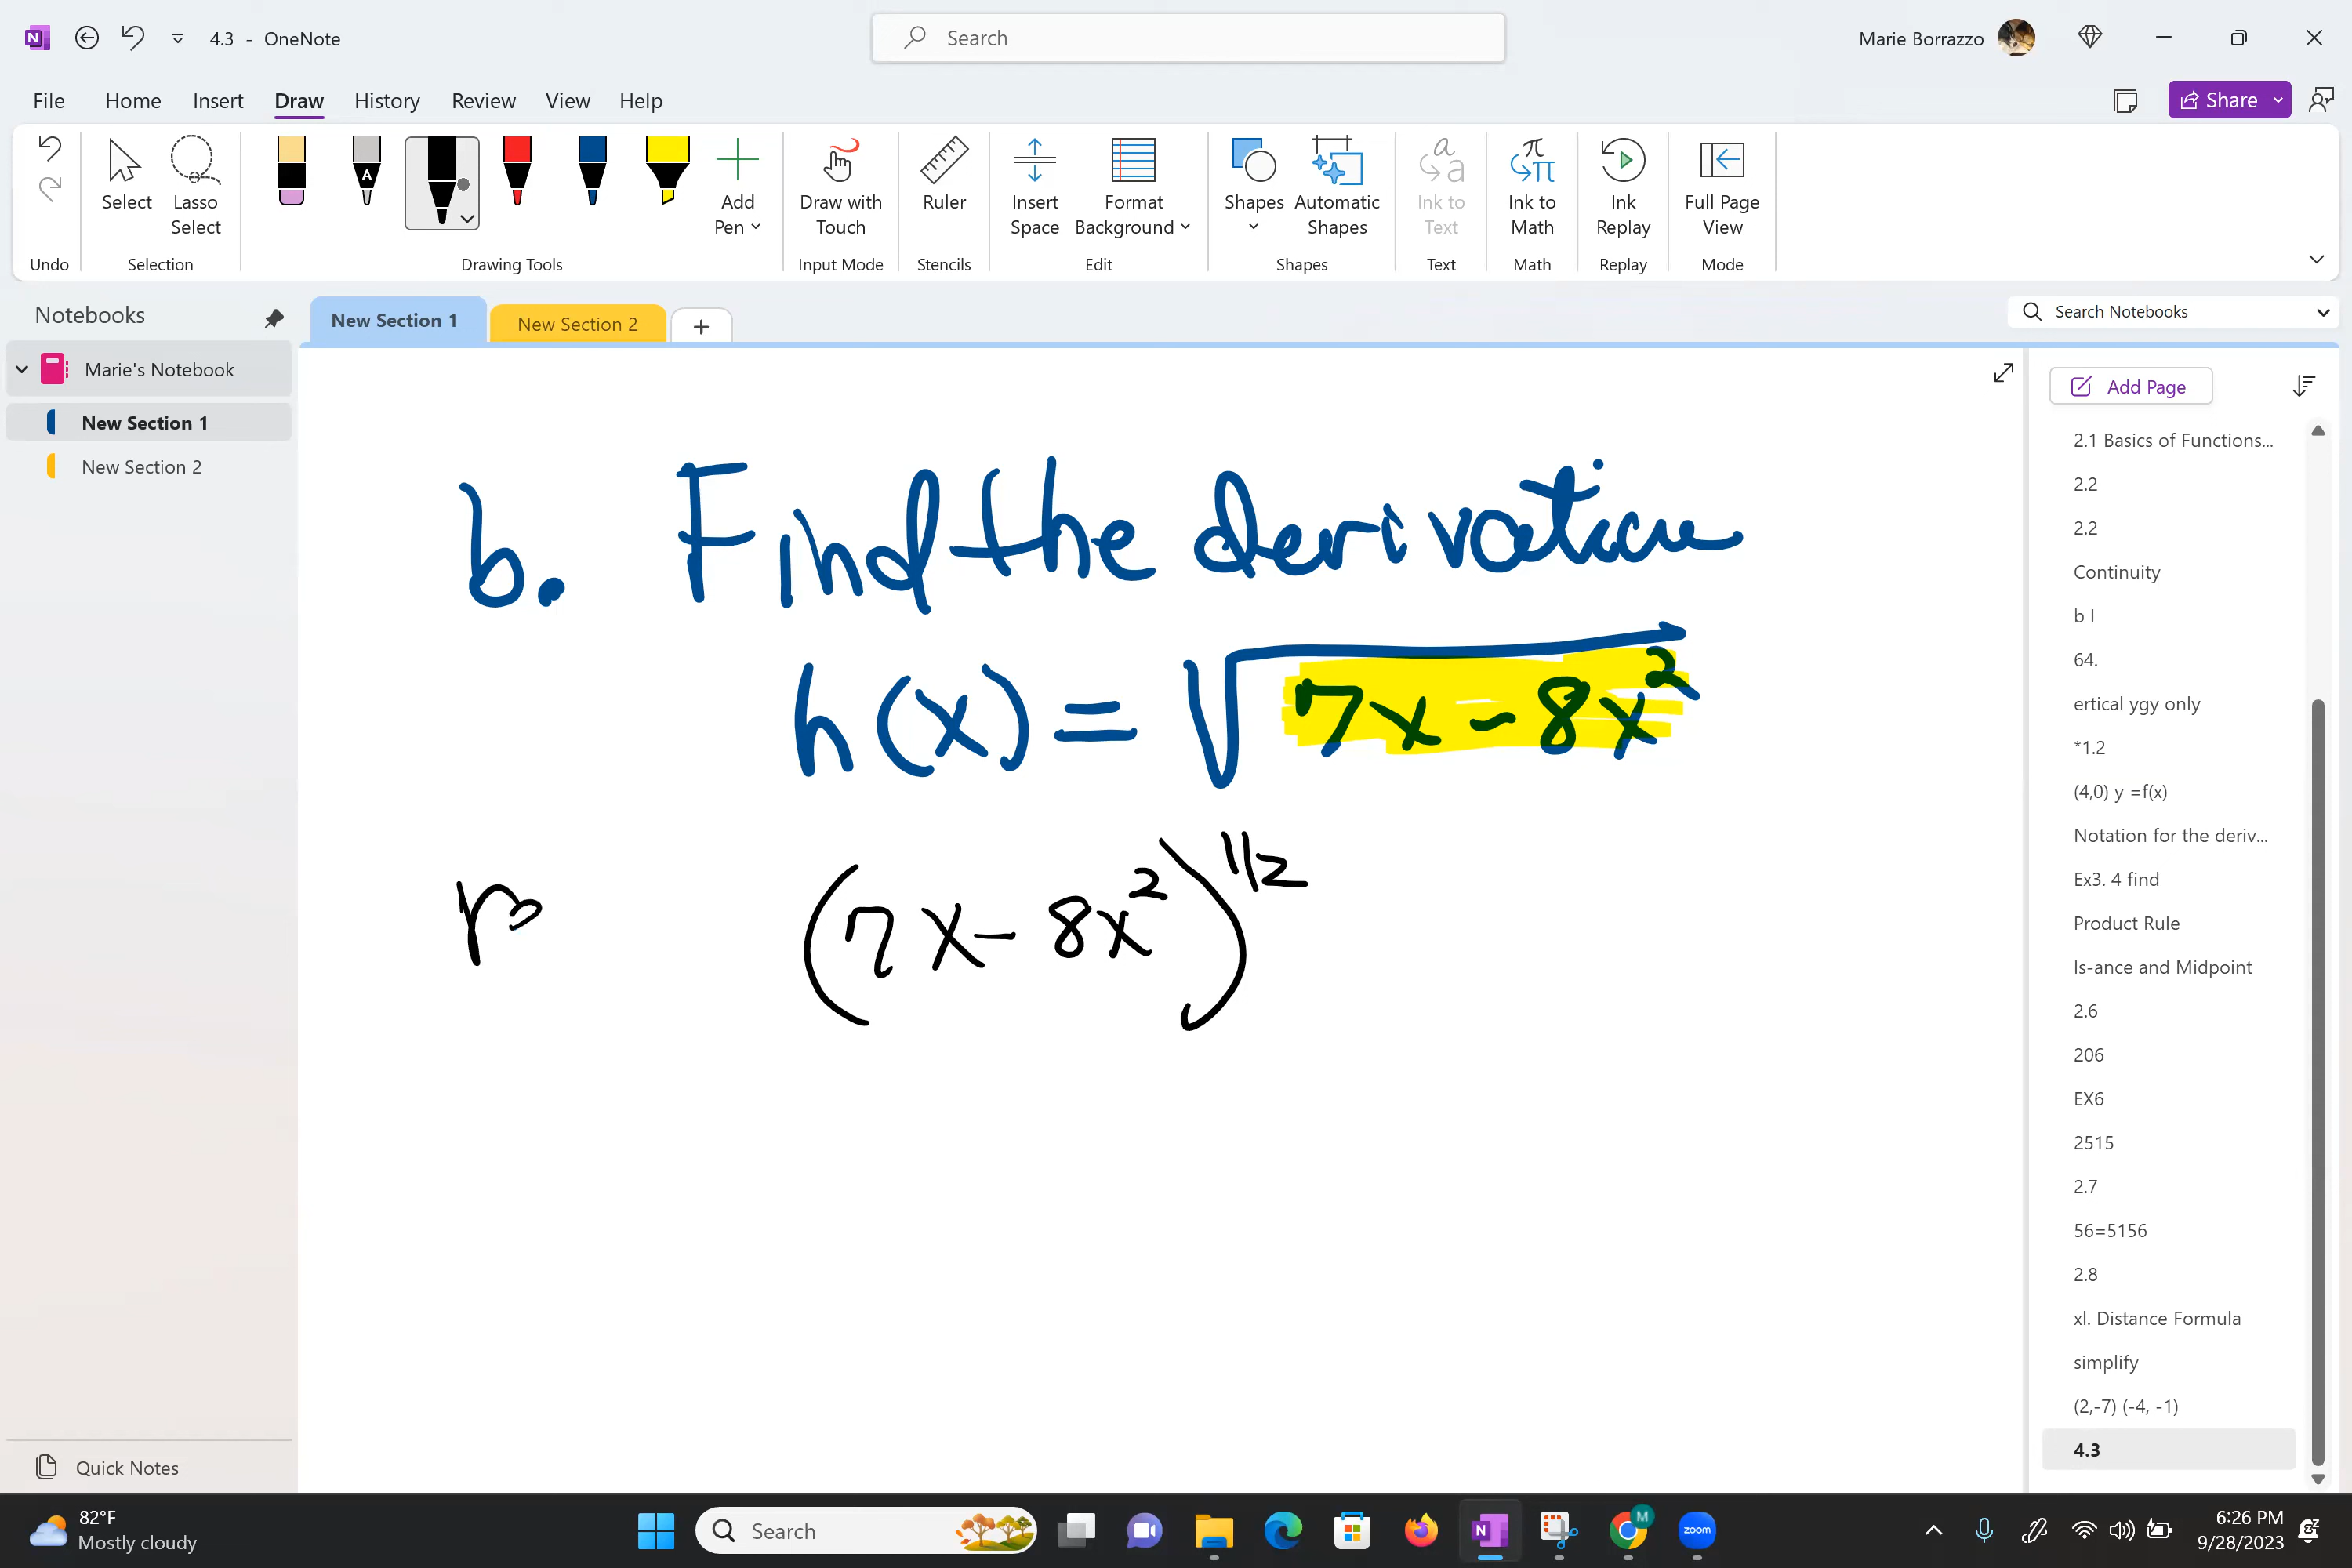 4.3 - OneNote
Search
Marie Borrazzo
File Home Insert Draw History Review View Help
Share
Undo
Select
Lasso Select
Selection
A
Drawing Tools
Add Pen
Draw with Touch
Input Mode
Ruler
Stencils
Insert Space
Format Background
Edit
Shapes
Automatic Shapes
Shapes
Ink to Text
Text
Ink to Math
Math
Ink Replay
Replay
Full Page View
Mode
Notebooks
Marie's Notebook
New Section 1
New Section 2
Quick Notes
New Section 1
New Section 2
+
Search Notebooks
b. Find the derivative
h(x) = √7x - 8x²
(7x - 8x²)^1/2
Add Page
2.1 Basics of Functions...
2.2
2.2
Continuity
b I
64.
ertical ygy only
*1.2
(4,0) y =f(x)
Notation for the deriv...
Ex3. 4 find
Product Rule
Is-ance and Midpoint
2.6
206
EX6
2515
2.7
56=5156
2.8
xl. Distance Formula
simplify
(2,-7) (-4, -1)
4.3
82°F
Mostly cloudy
Search
M
zoom
6:26 PM
9/28/2023